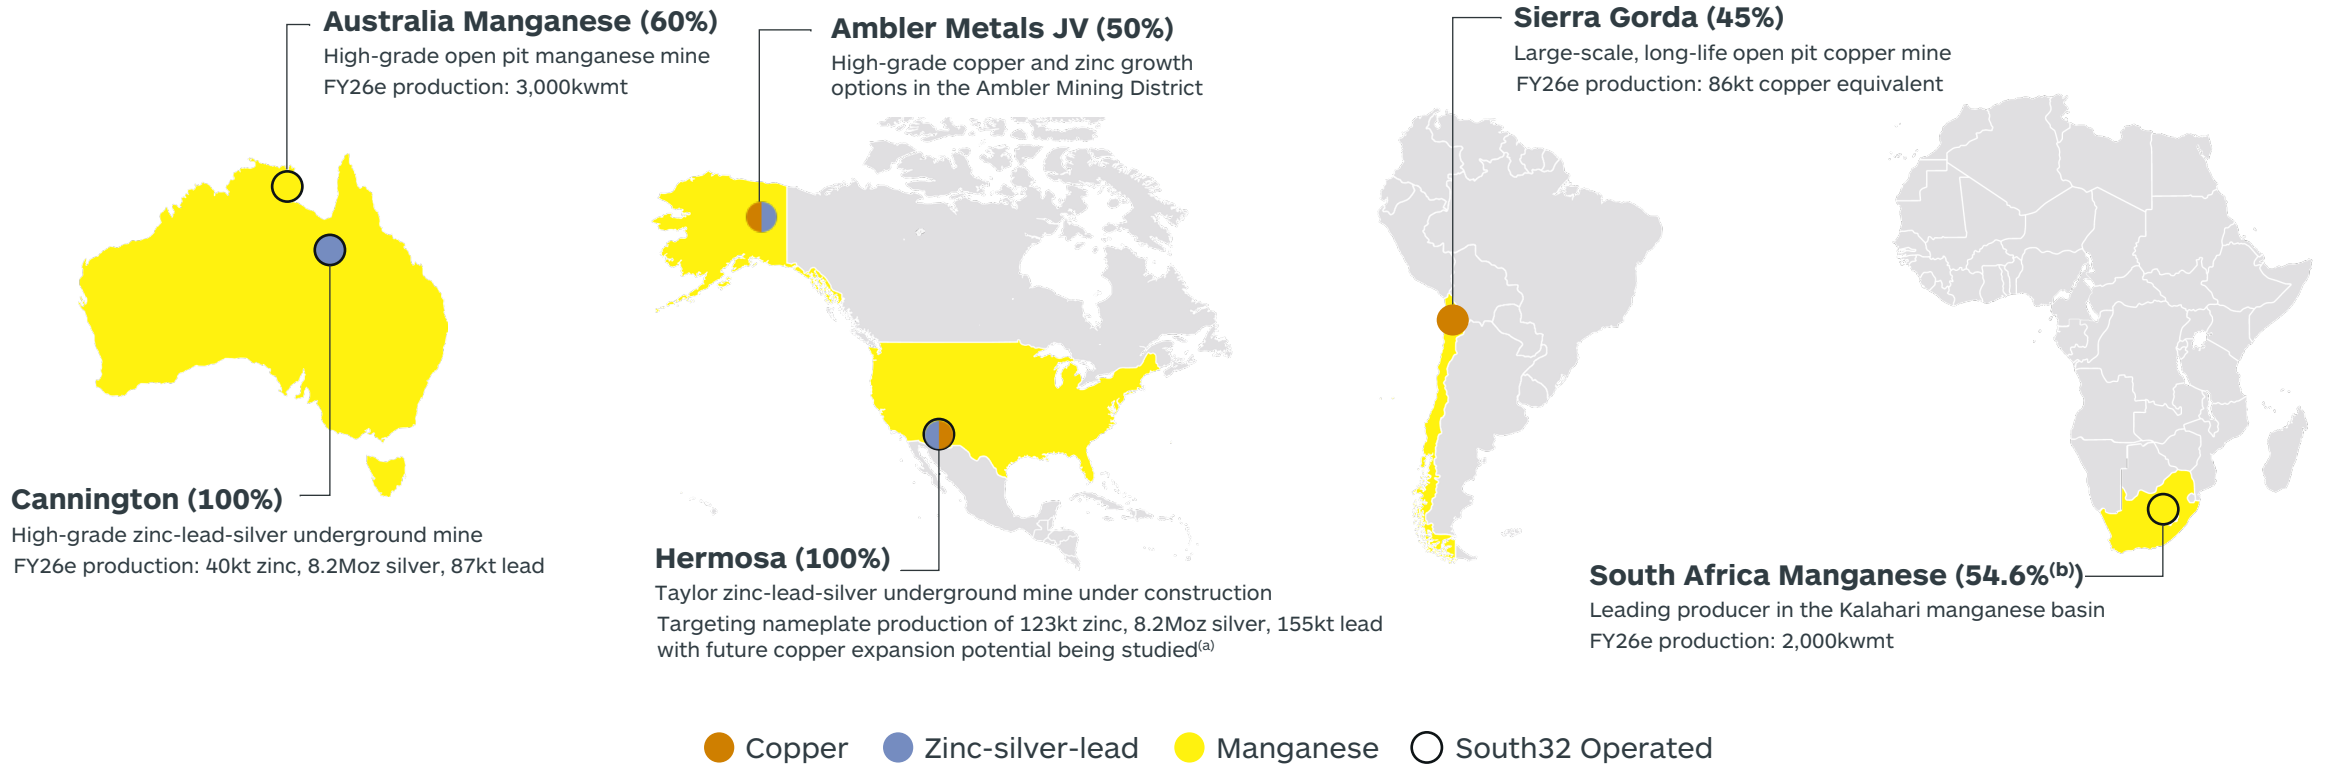 Australia Manganese (60%)
High-grade open pit manganese mine
FY26e production: 3,000kwmt
Ambler Metals JV (50%)
High-grade copper and zinc growth
options in the Ambler Mining District
Sierra Gorda (45%)
Large-scale, long-life open pit copper mine
FY26e production: 86kt copper equivalent
Cannington (100%)
High-grade zinc-lead-silver underground mine
FY26e production: 40kt zinc, 8.2Moz silver, 87kt lead
Hermosa (100%)
Taylor zinc-lead-silver underground mine under construction
Targeting nameplate production of 123kt zinc, 8.2Moz silver, 155kt lead
with future copper expansion potential being studied(a)
South Africa Manganese (54.6%(b))
Leading producer in the Kalahari manganese basin
FY26e production: 2,000kwmt
Copper Zinc-silver-lead Manganese South32 Operated